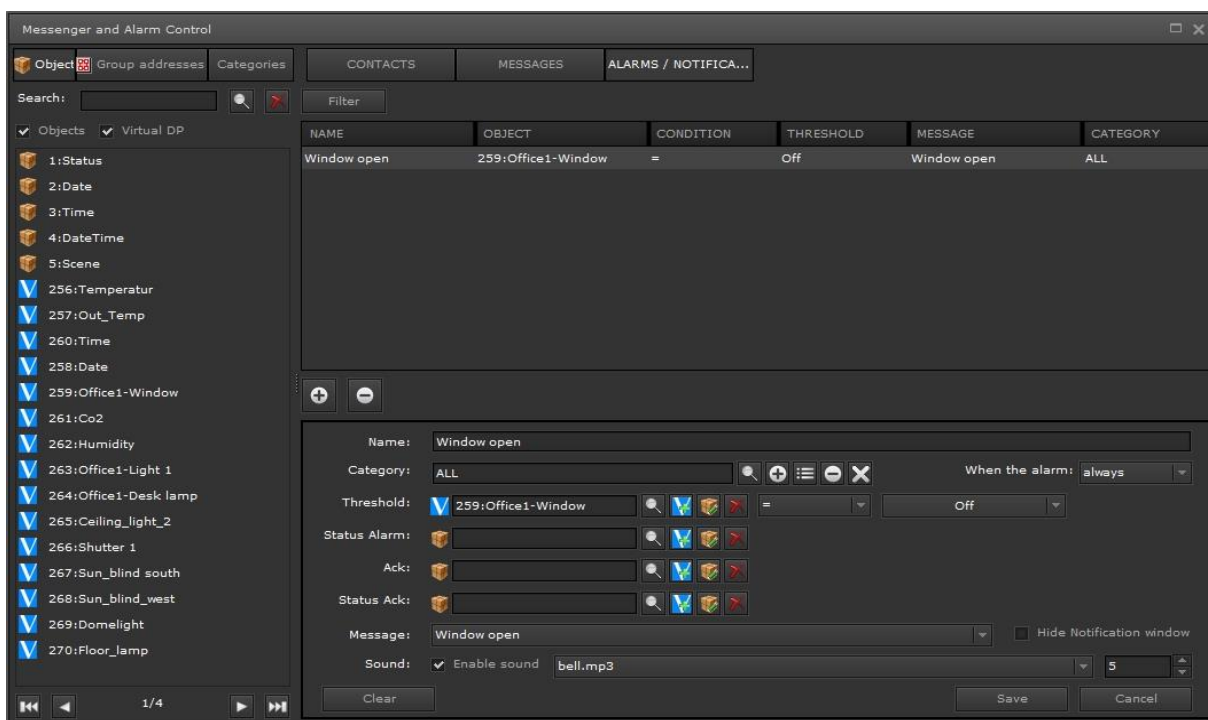 Messenger and Alarm Control
Object Group addresses Categories
CONTACTS MESSAGES ALARMS / NOTIFICA...
Search:
Filter
Objects Virtual DP
NAME OBJECT CONDITION THRESHOLD MESSAGE CATEGORY
Window open 259:Office1-Window = Off Window open ALL
1:Status
2:Date
3:Time
4:DateTime
5:Scene
256:Temperatur
257:Out_Temp
260:Time
258:Date
259:Office1-Window
261:Co2
262:Humidity
263:Office1-Light 1
264:Office1-Desk lamp
265:Ceiling_light_2
266:Shutter 1
267:Sun_blind south
268:Sun_blind_west
269:Domelight
270:Floor_lamp
1/4
Name: Window open
Category: ALL When the alarm: always
Threshold: 259:Office1-Window = Off
Status Alarm:
Ack:
Status Ack:
Message: Window open Hide Notification window
Sound: Enable sound bell.mp3 5
Clear Save Cancel